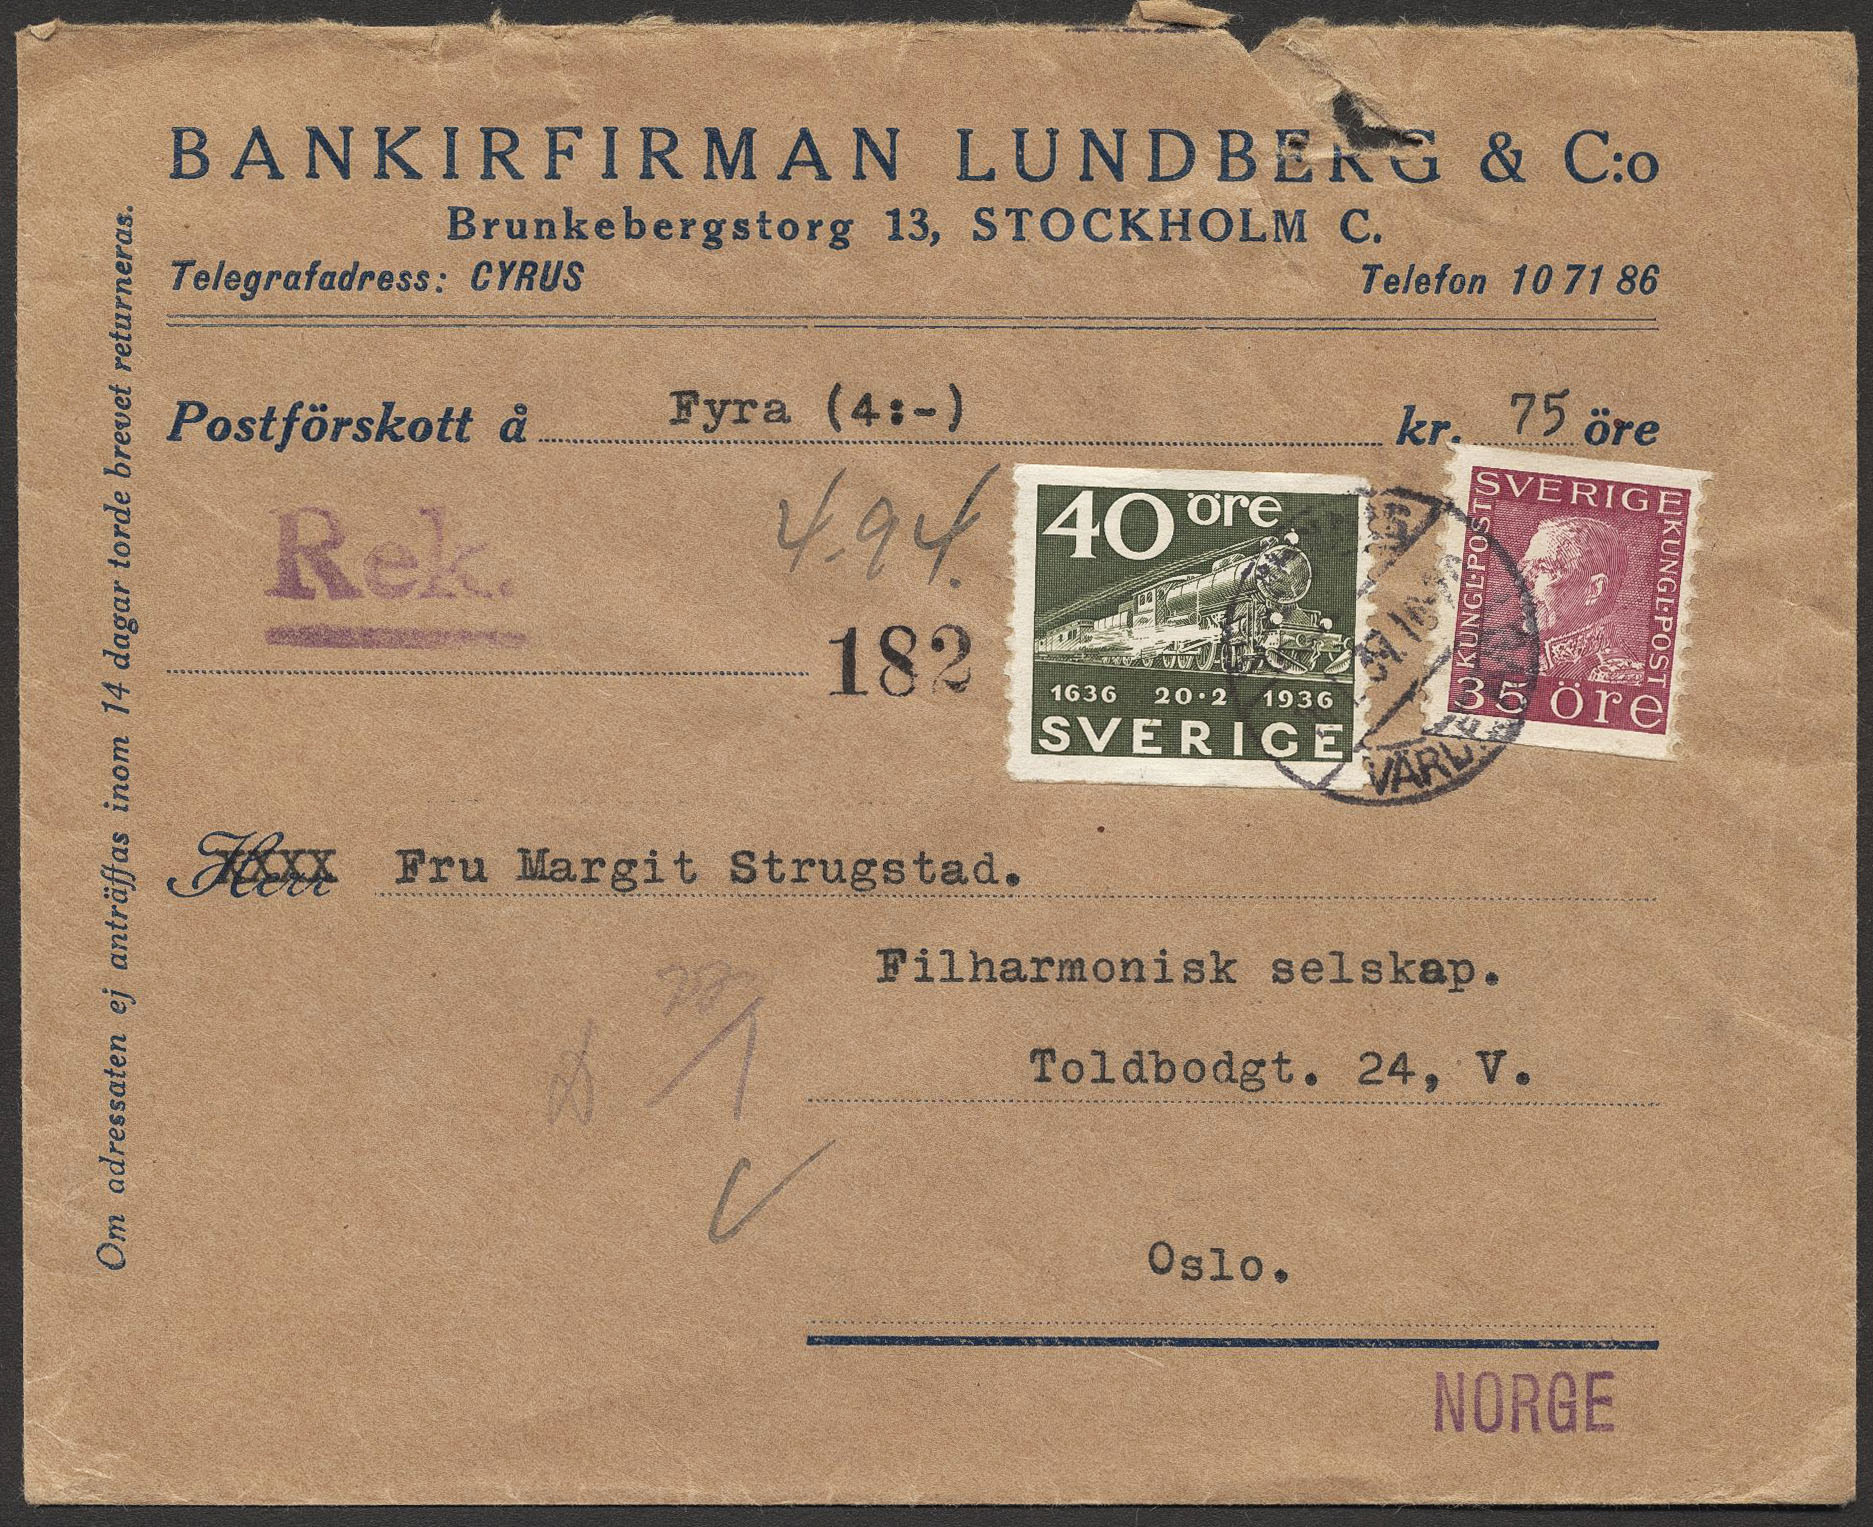 BANKIRFIRMAN LUNDBERG & C:o
Brunkebergstorg 13, STOCKHOLM C.
Telegrafadress: CYRUS Telefon 10 71 86
Om adressaten ej anträffas inom 14 dagar torde brevet returneras.
Postförskott å Fyra (4:-) kr. 75 öre
Rek.
4.94.
182
40 öre
1636 20·2 1936
SVERIGE
SVERIGE
KUNGL·POST
KUNGL·POST
35 öre
VÄRD.
Herr Fru Margit Strugstad.
Filharmonisk selskap.
Toldbodgt. 24, V.
Oslo.
NORGE